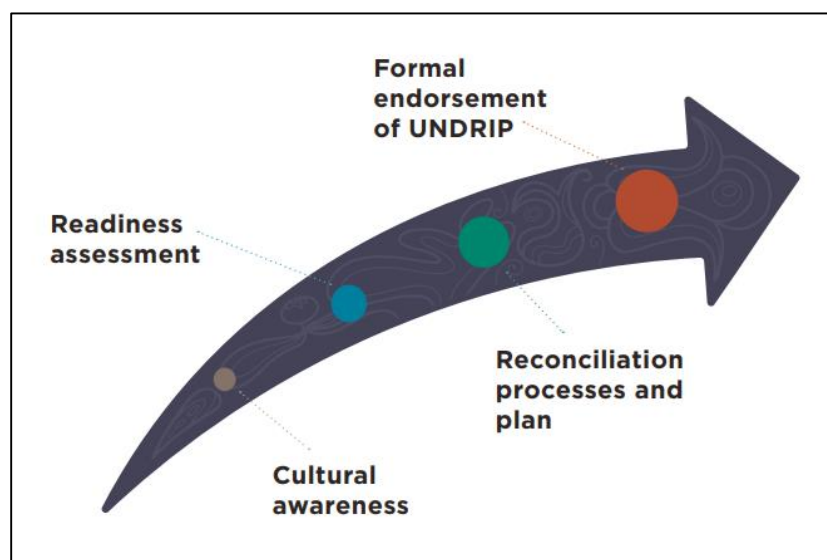 Formal
endorsement
of UNDRIP
Readiness
assessment
Reconciliation
processes and
plan
Cultural
awareness